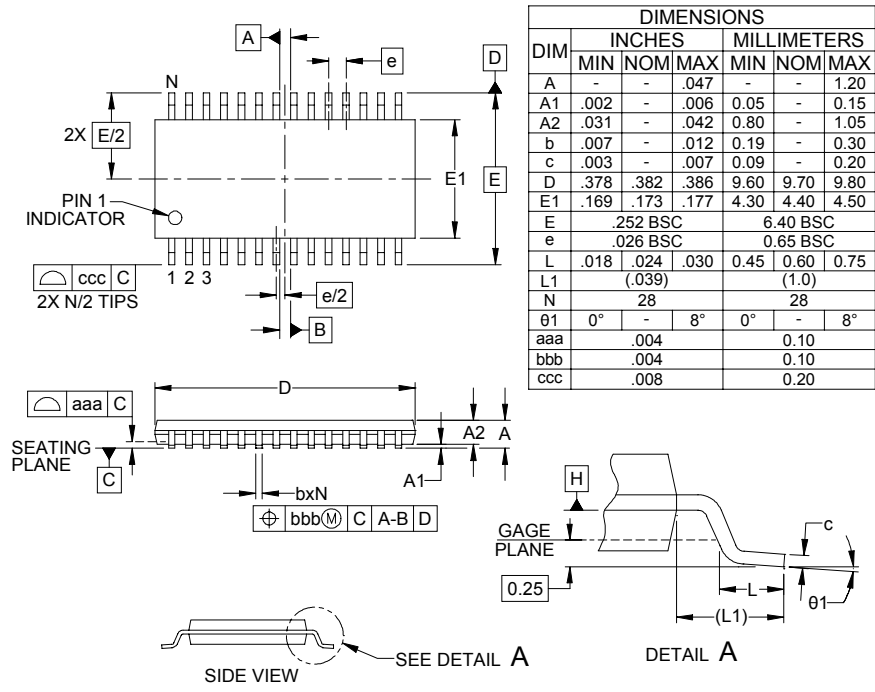 A
e
D
N
2X E/2
E1
E
PIN 1
INDICATOR
⌓ ccc C
2X N/2 TIPS
1 2 3
e/2
B
DIMENSIONS
DIM INCHES MILLIMETERS
MIN NOM MAX MIN NOM MAX
A - - .047 - - 1.20
A1 .002 - .006 0.05 - 0.15
A2 .031 - .042 0.80 - 1.05
b .007 - .012 0.19 - 0.30
c .003 - .007 0.09 - 0.20
D .378 .382 .386 9.60 9.70 9.80
E1 .169 .173 .177 4.30 4.40 4.50
E .252 BSC 6.40 BSC
e .026 BSC 0.65 BSC
L .018 .024 .030 0.45 0.60 0.75
L1 (.039) (1.0)
N 28 28
θ1 0° - 8° 0° - 8°
aaa .004 0.10
bbb .004 0.10
ccc .008 0.20
D
⌓ aaa C
SEATING
PLANE
C
A2 A
A1
bxN
⌖ bbbⓂ C A-B D
H
GAGE
PLANE
0.25
c
L
(L1)
θ1
SIDE VIEW
SEE DETAIL A
DETAIL A